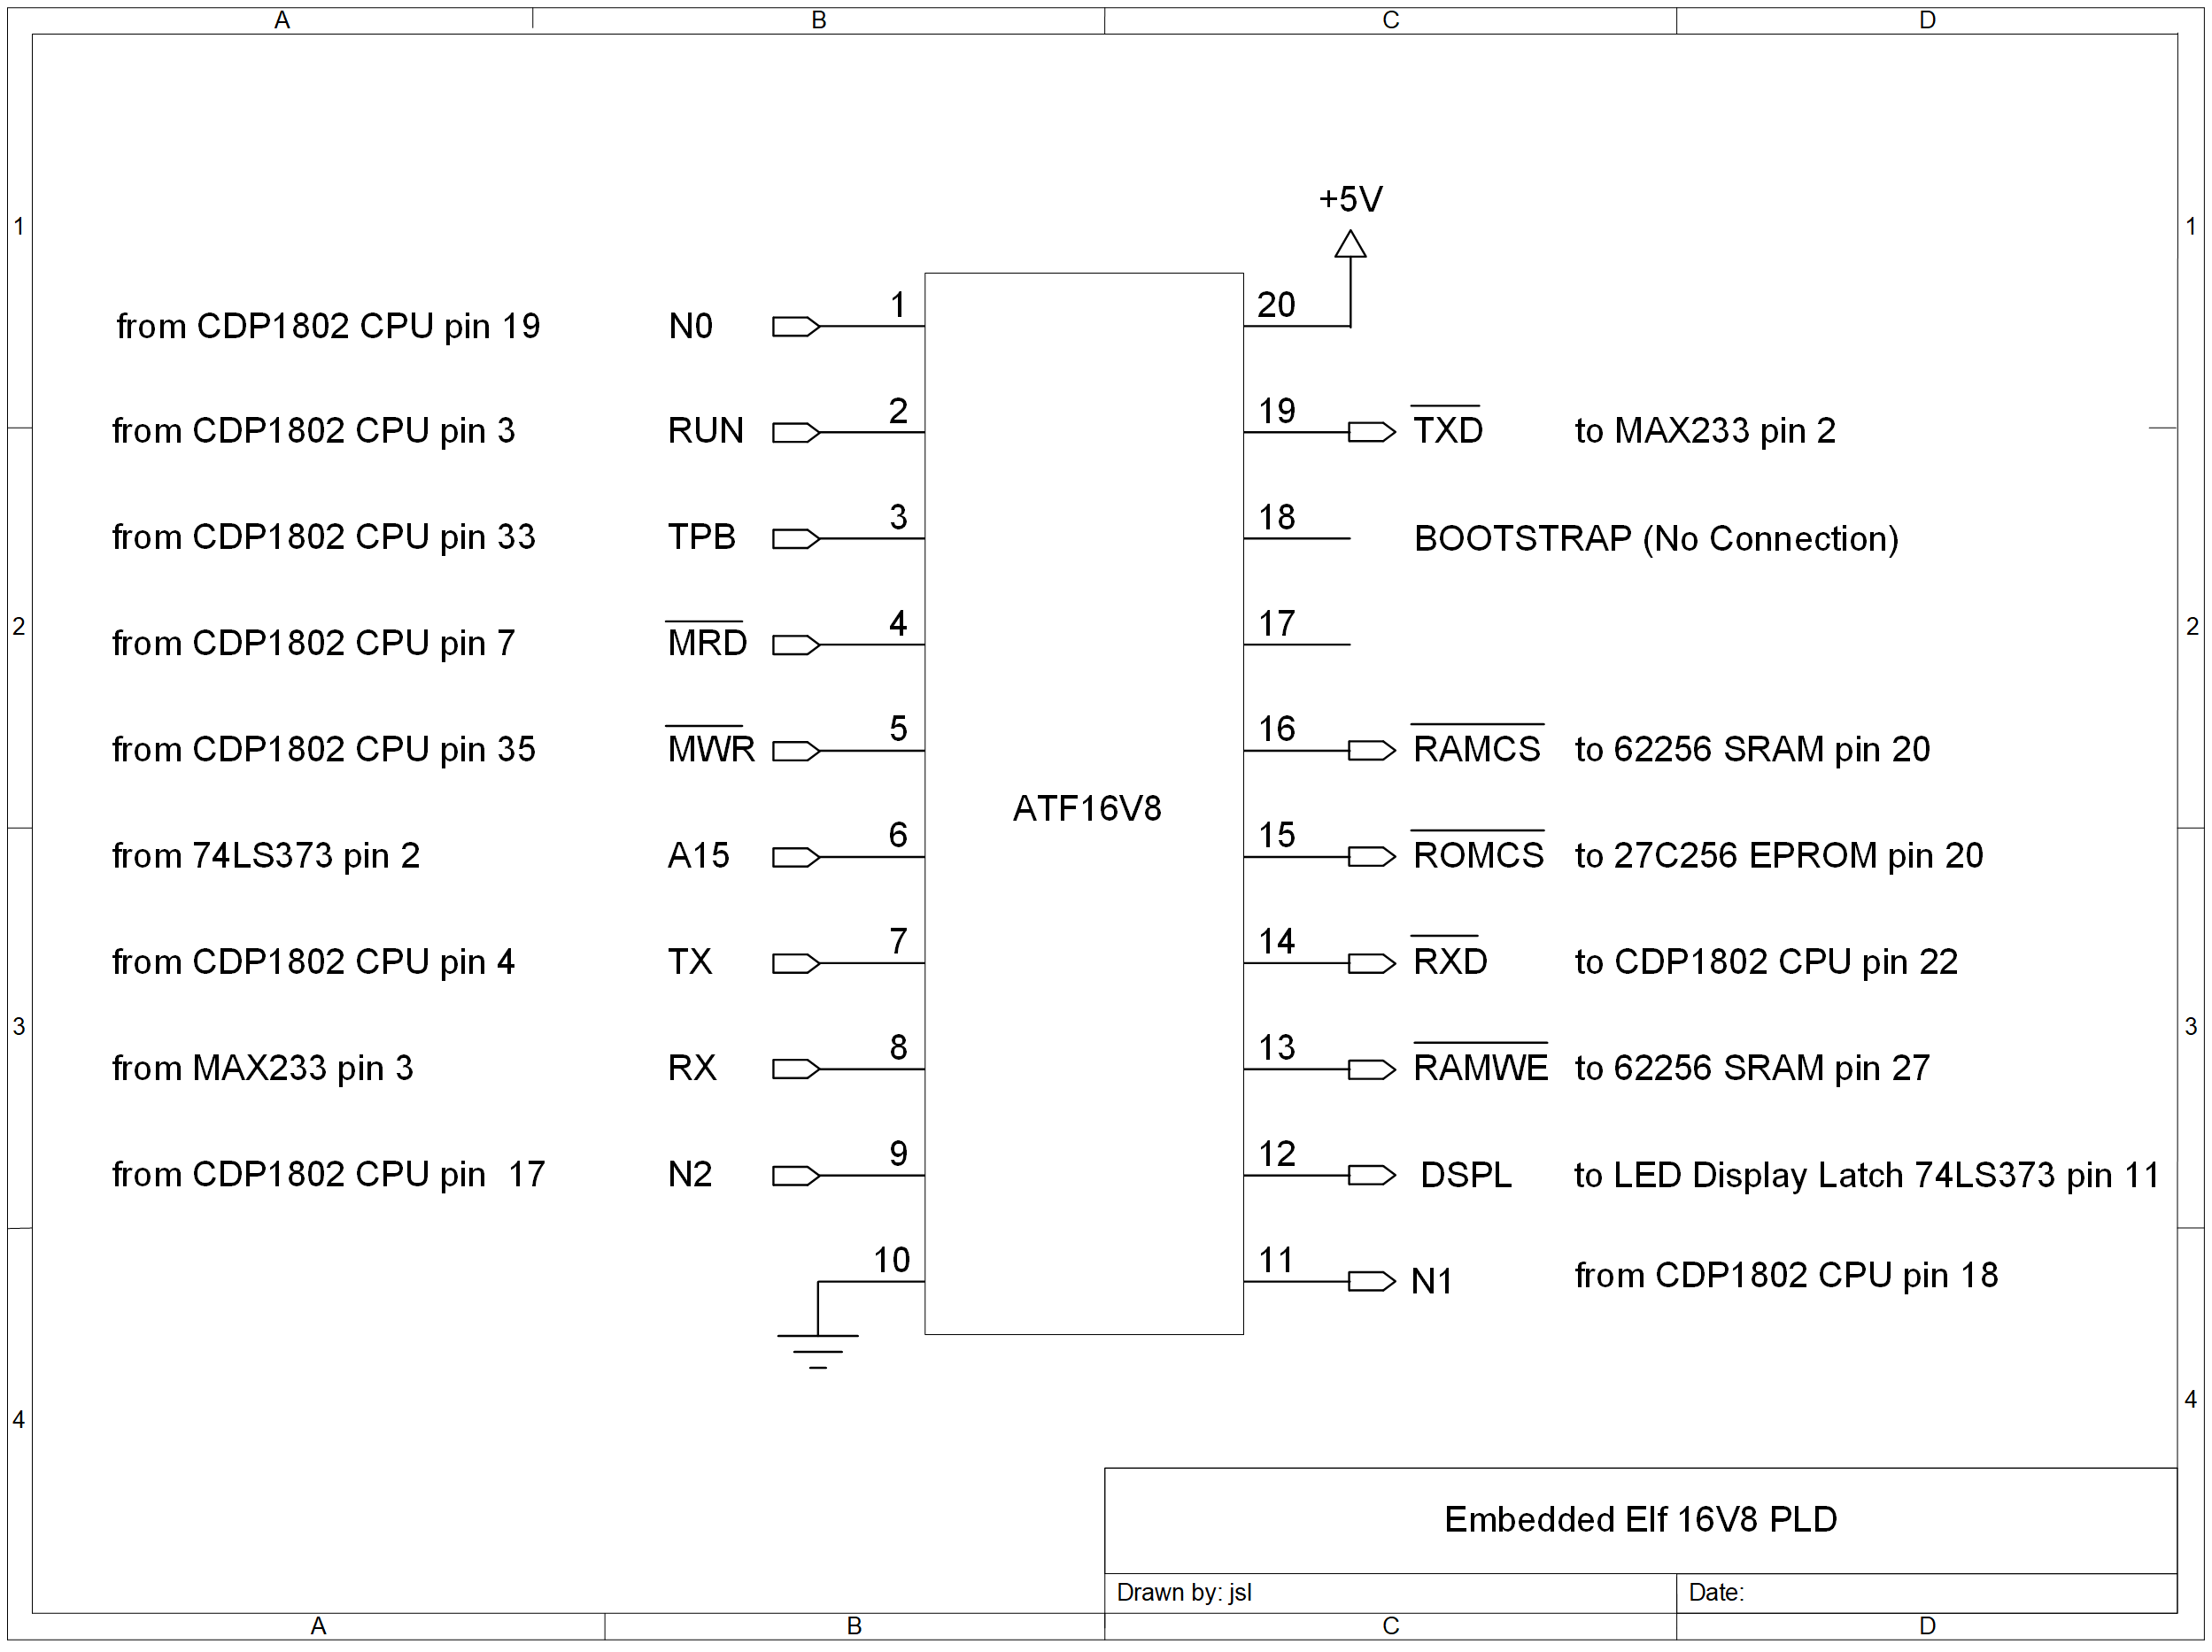 A B C D
+5V
1 1
from CDP1802 CPU pin 19 N0 1 20
from CDP1802 CPU pin 3 RUN 2 19 TXD to MAX233 pin 2
from CDP1802 CPU pin 33 TPB 3 18 BOOTSTRAP (No Connection)
2 from CDP1802 CPU pin 7 MRD 4 17 2
from CDP1802 CPU pin 35 MWR 5 16 RAMCS to 62256 SRAM pin 20
ATF16V8
from 74LS373 pin 2 A15 6 15 ROMCS to 27C256 EPROM pin 20
from CDP1802 CPU pin 4 TX 7 14 RXD to CDP1802 CPU pin 22
3 3
from MAX233 pin 3 RX 8 13 RAMWE to 62256 SRAM pin 27
from CDP1802 CPU pin 17 N2 9 12 DSPL to LED Display Latch 74LS373 pin 11
10 11 N1 from CDP1802 CPU pin 18
4 4
Embedded Elf 16V8 PLD
Drawn by: jsl Date:
A B C D